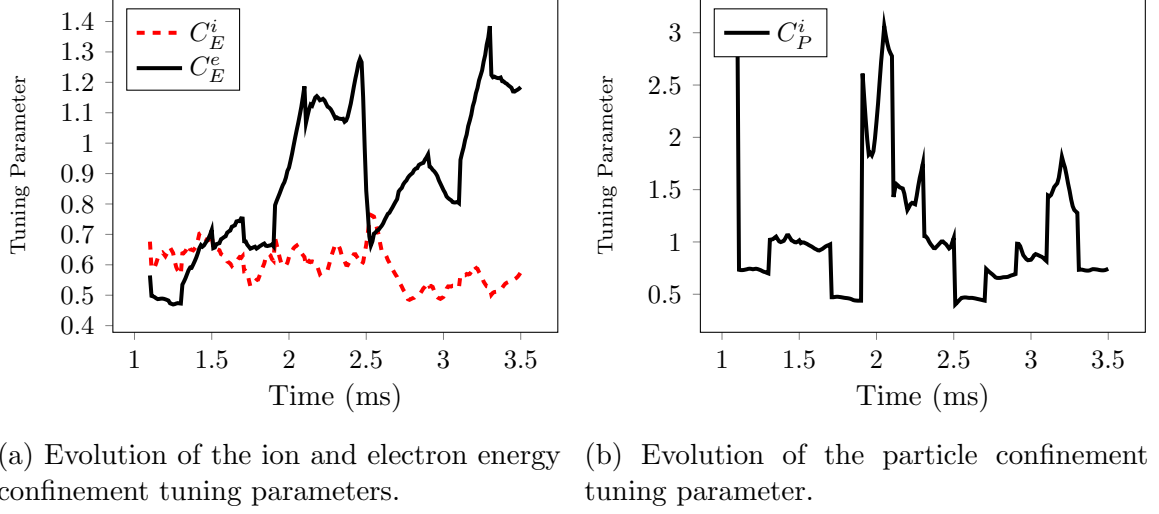 1.4
1.3
1.2
1.1
1
0.9
0.8
0.7
0.6
0.5
0.4
Tuning Parameter
C_E^i
C_E^e
1 1.5 2 2.5 3 3.5
Time (ms)
3
2.5
2
1.5
1
0.5
Tuning Parameter
C_P^i
1 1.5 2 2.5 3 3.5
Time (ms)
(a) Evolution of the ion and electron energy
confinement tuning parameters.
(b) Evolution of the particle confinement
tuning parameter.